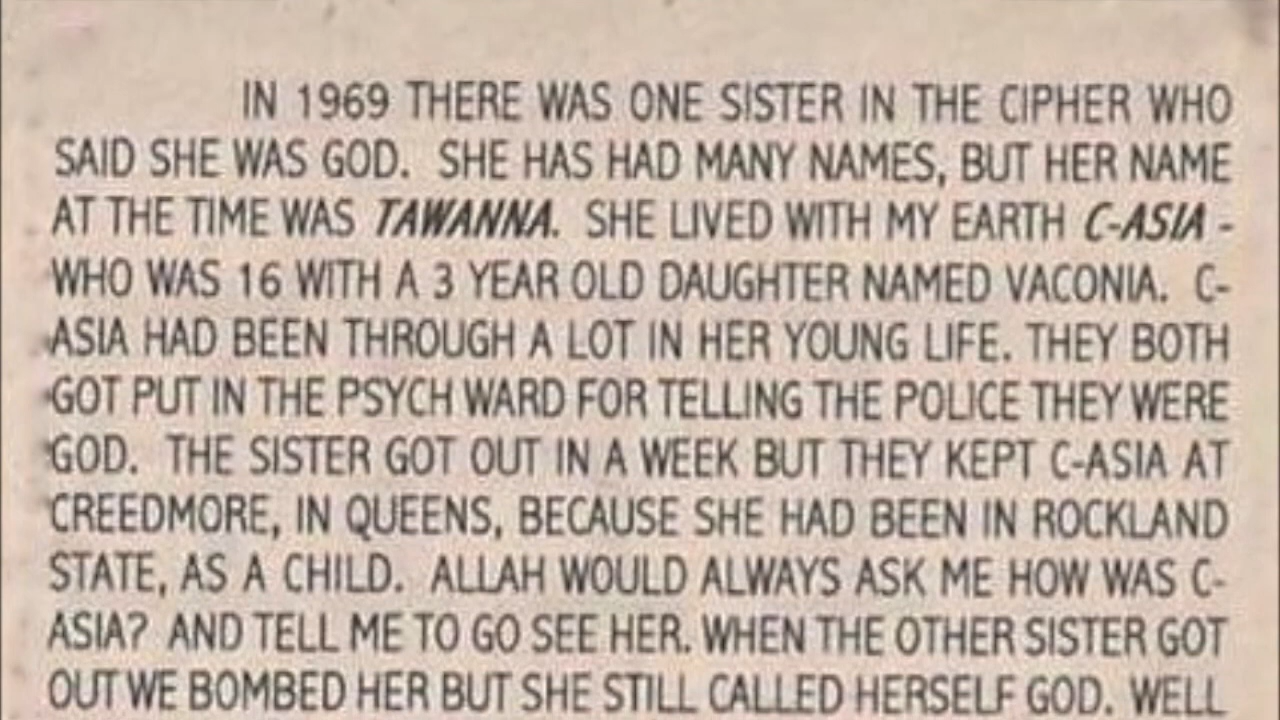 IN 1969 THERE WAS ONE SISTER IN THE CIPHER WHO
SAID SHE WAS GOD. SHE HAS HAD MANY NAMES, BUT HER NAME
AT THE TIME WAS TAWANNA. SHE LIVED WITH MY EARTH C-ASIA -
WHO WAS 16 WITH A 3 YEAR OLD DAUGHTER NAMED VACONIA. C-
ASIA HAD BEEN THROUGH A LOT IN HER YOUNG LIFE. THEY BOTH
GOT PUT IN THE PSYCH WARD FOR TELLING THE POLICE THEY WERE
GOD. THE SISTER GOT OUT IN A WEEK BUT THEY KEPT C-ASIA AT
CREEDMORE, IN QUEENS, BECAUSE SHE HAD BEEN IN ROCKLAND
STATE, AS A CHILD. ALLAH WOULD ALWAYS ASK ME HOW WAS C-
ASIA? AND TELL ME TO GO SEE HER. WHEN THE OTHER SISTER GOT
OUT WE BOMBED HER BUT SHE STILL CALLED HERSELF GOD. WELL